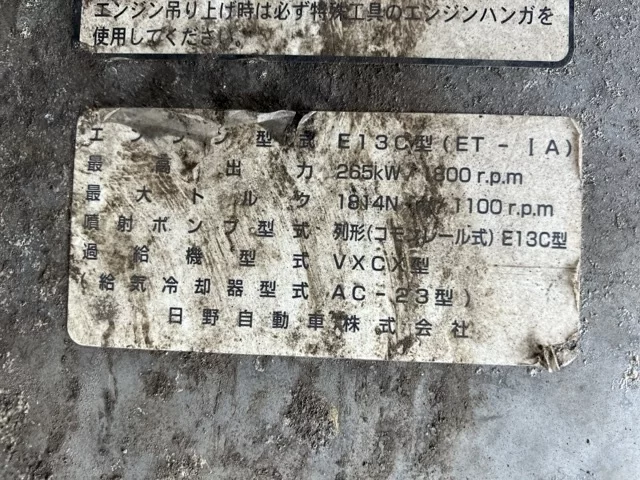 エンジン吊り上げ時は必ず特殊工具のエンジンハンガを
使用してください。
エンジン型式 E13C型(ET-ⅠA)
最高出力 265kW/1800r.p.m
最大トルク 1814N・m/1100r.p.m
噴射ポンプ型式 列形(コモンレール式)E13C型
過給機型式 VXCX型
(給気冷却器型式 AC-23型)
日野自動車株式会社